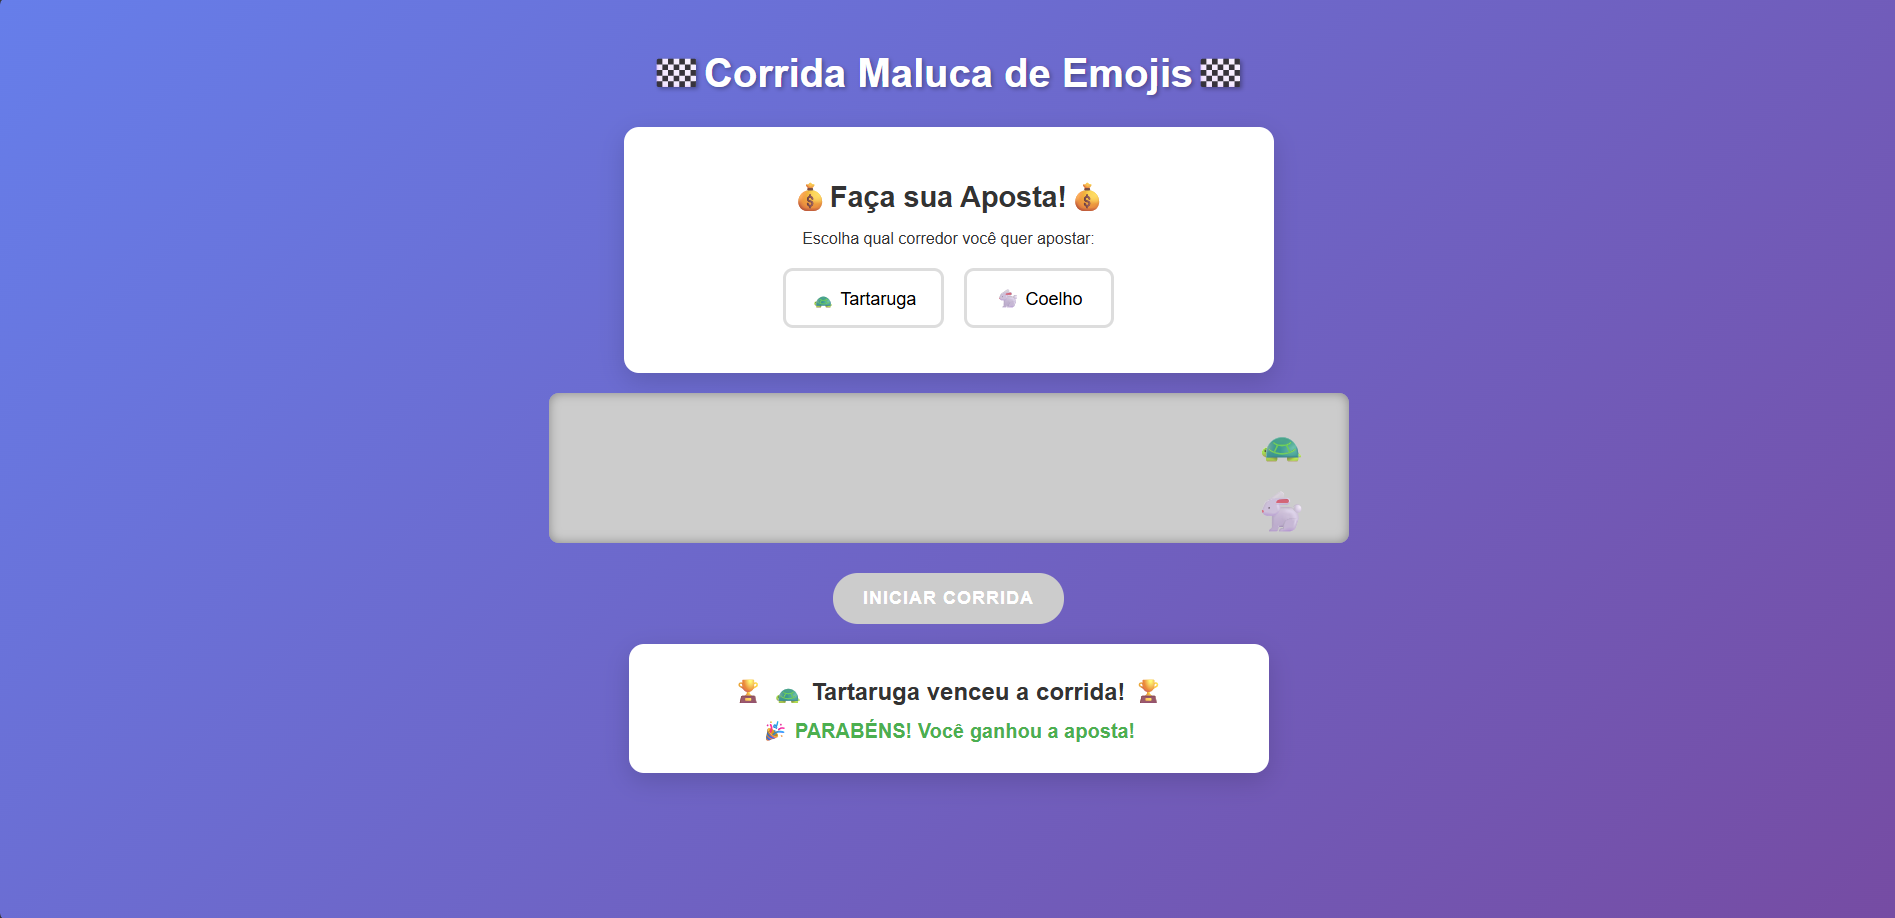 Corrida Maluca de Emojis
Faça sua Aposta!
Escolha qual corredor você quer apostar:
Tartaruga
Coelho
INICIAR CORRIDA
Tartaruga venceu a corrida!
PARABÉNS! Você ganhou a aposta!